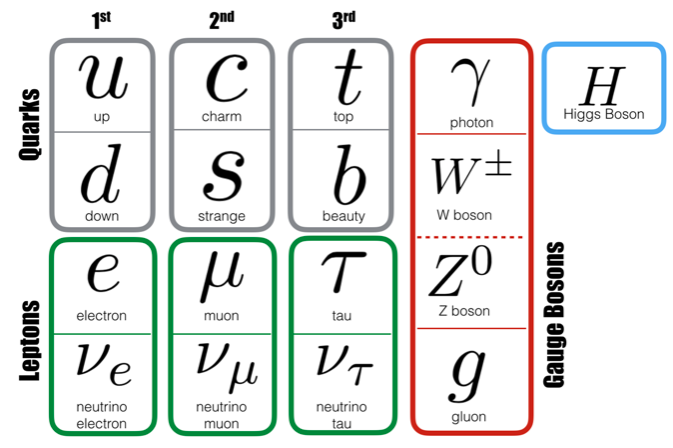 1st 2nd 3rd
Quarks
u c t γ H
up charm top photon Higgs Boson
d s b W±
down strange beauty W boson
Leptons
e μ τ Z0
electron muon tau Z boson
νe νμ ντ g
neutrino neutrino neutrino gluon
electron muon tau
Gauge Bosons